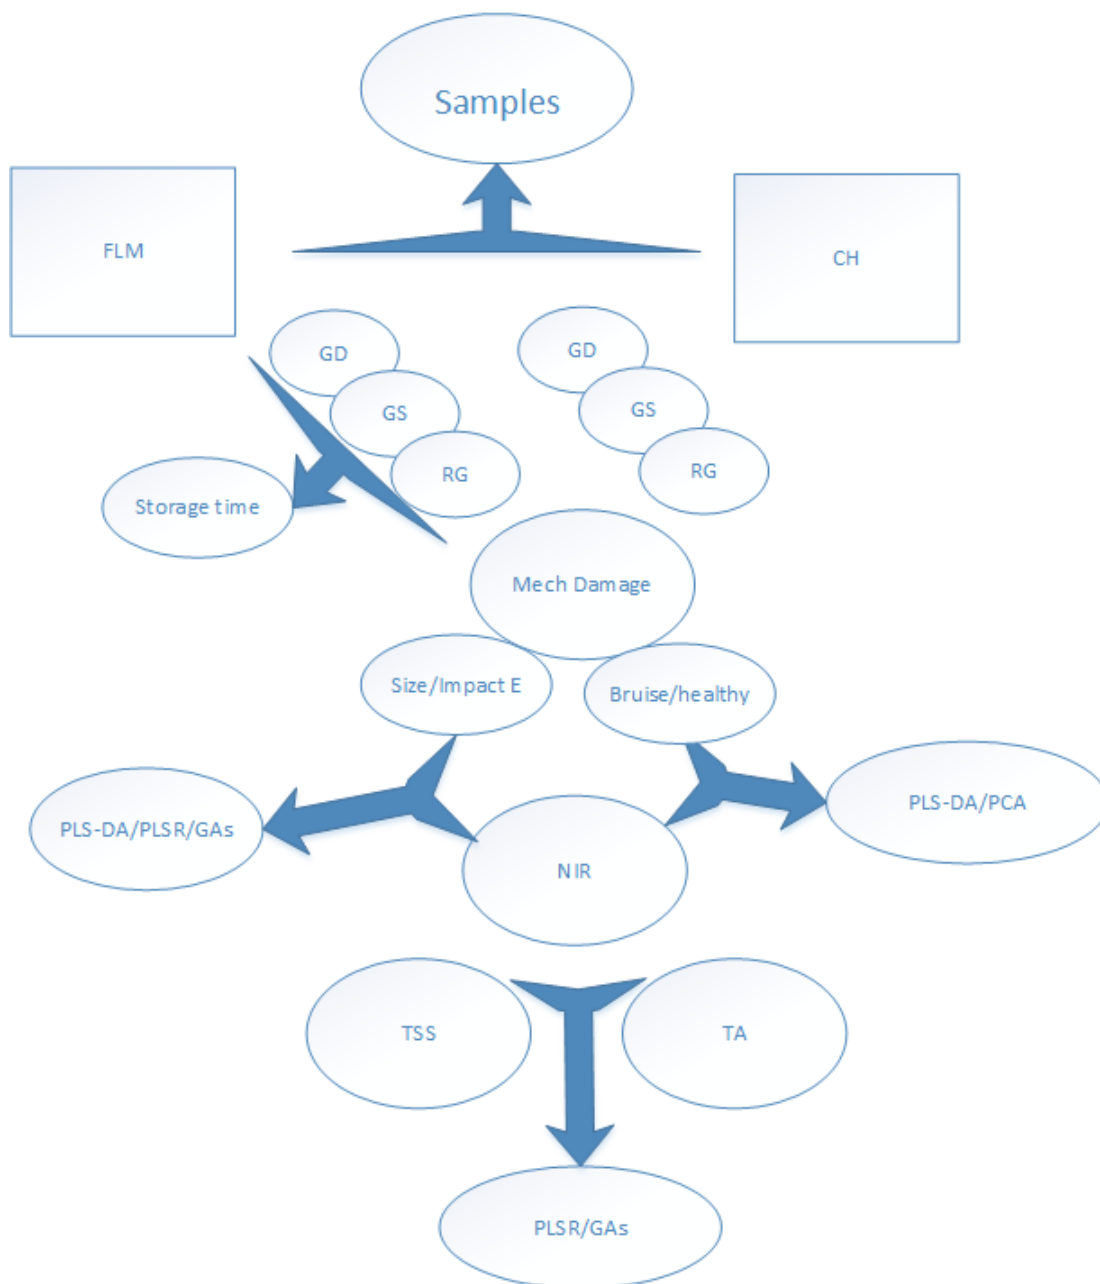 Samples
FLM
CH
GD
GD
GS
GS
RG
RG
Storage time
Mech Damage
Size/Impact E
Bruise/healthy
PLS-DA/PCA
PLS-DA/PLSR/GAs
NIR
TSS
TA
PLSR/GAs